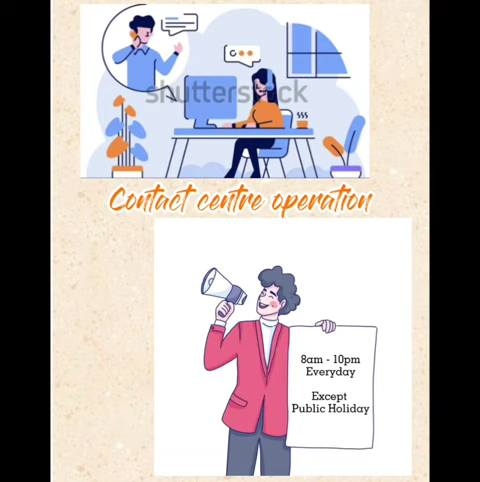 shutterstock
Contact centre operation
8am - 10pm
Everyday
Except
Public Holiday